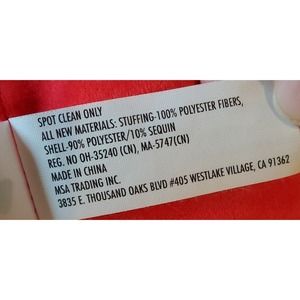 SPOT CLEAN ONLY
ALL NEW MATERIALS: STUFFING-100% POLYESTER FIBERS,
SHELL-90% POLYESTER/10% SEQUIN
REG. NO OH-35240 (CN), MA-5747(CN)
MADE IN CHINA
MSA TRADING INC.
3835 E. THOUSAND OAKS BLVD #405 WESTLAKE VILLAGE, CA 91362